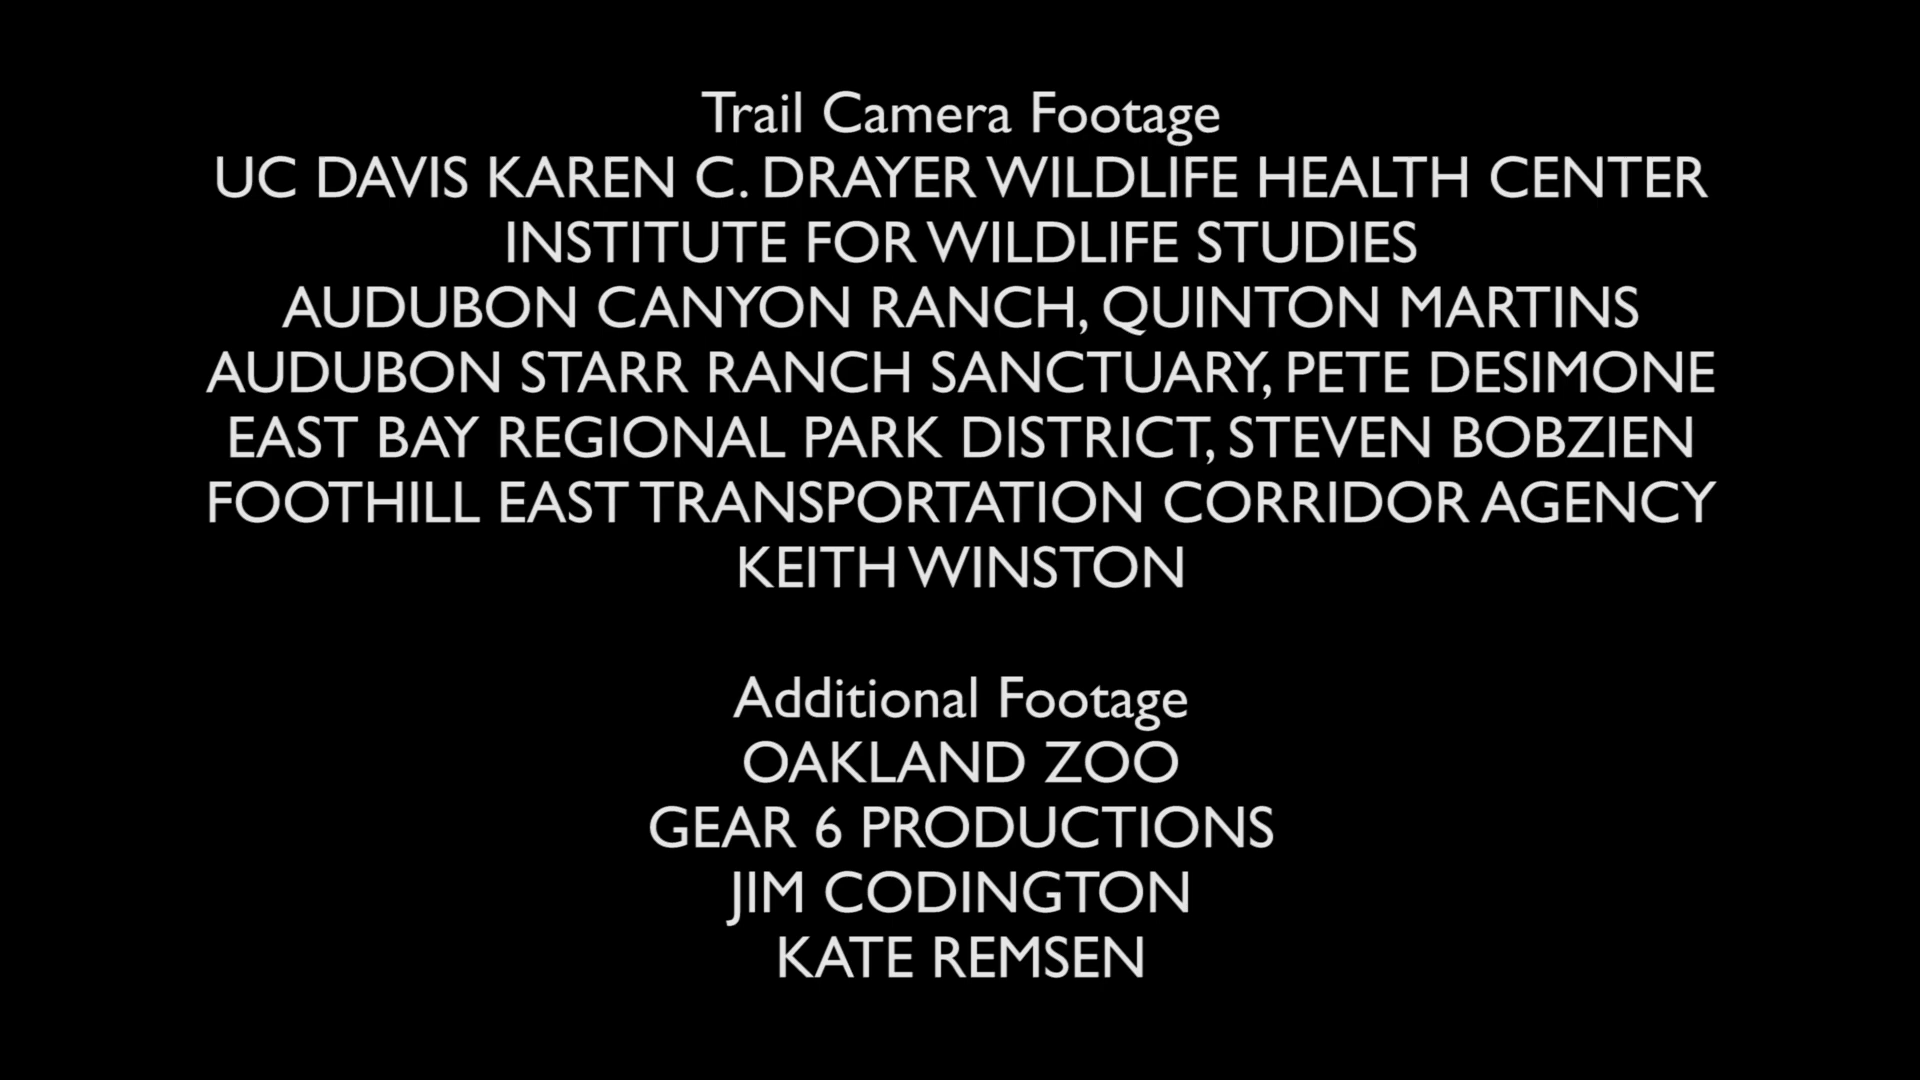 Trail Camera Footage
UC DAVIS KAREN C. DRAYER WILDLIFE HEALTH CENTER
INSTITUTE FOR WILDLIFE STUDIES
AUDUBON CANYON RANCH, QUINTON MARTINS
AUDUBON STARR RANCH SANCTUARY, PETE DESIMONE
EAST BAY REGIONAL PARK DISTRICT, STEVEN BOBZIEN
FOOTHILL EAST TRANSPORTATION CORRIDOR AGENCY
KEITH WINSTON
Additional Footage
OAKLAND ZOO
GEAR 6 PRODUCTIONS
JIM CODINGTON
KATE REMSEN